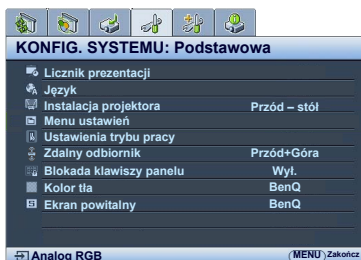 KONFIG. SYSTEMU: Podstawowa
Licznik prezentacji
Język
Instalacja projektora Przód – stół
Menu ustawień
Ustawienia trybu pracy
Zdalny odbiornik Przód+Góra
Blokada klawiszy panelu Wył.
Kolor tła BenQ
Ekran powitalny BenQ
Analog RGB MENU Zakończ